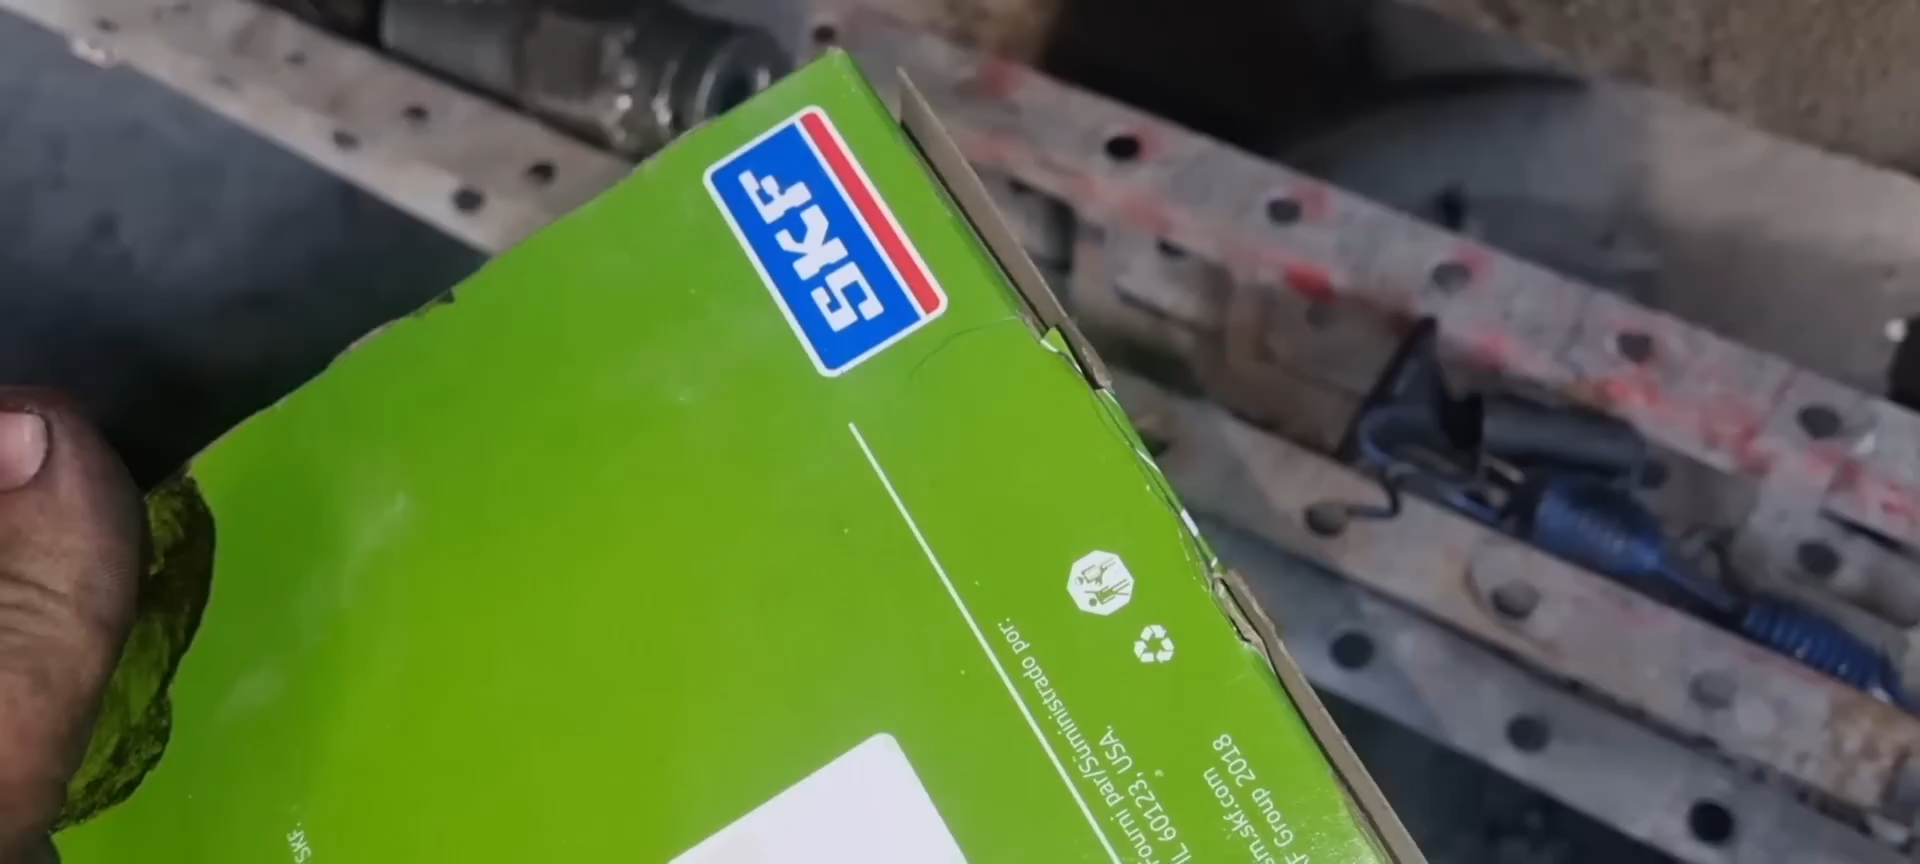 SKF
Fourni par/Suministrado por:
IL 60123, USA.
sm.skf.com
F Group 2018
SKF.